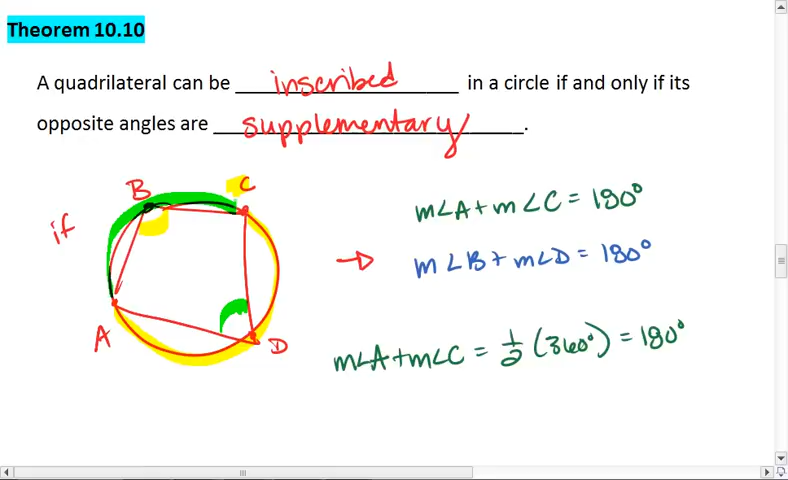 Theorem 10.10
A quadrilateral can be inscribed in a circle if and only if its
opposite angles are supplementary.
if
B
C
A
D
m∠A + m∠C = 180°
→ m∠B + m∠D = 180°
m∠A + m∠C = 1/2 (360°) = 180°